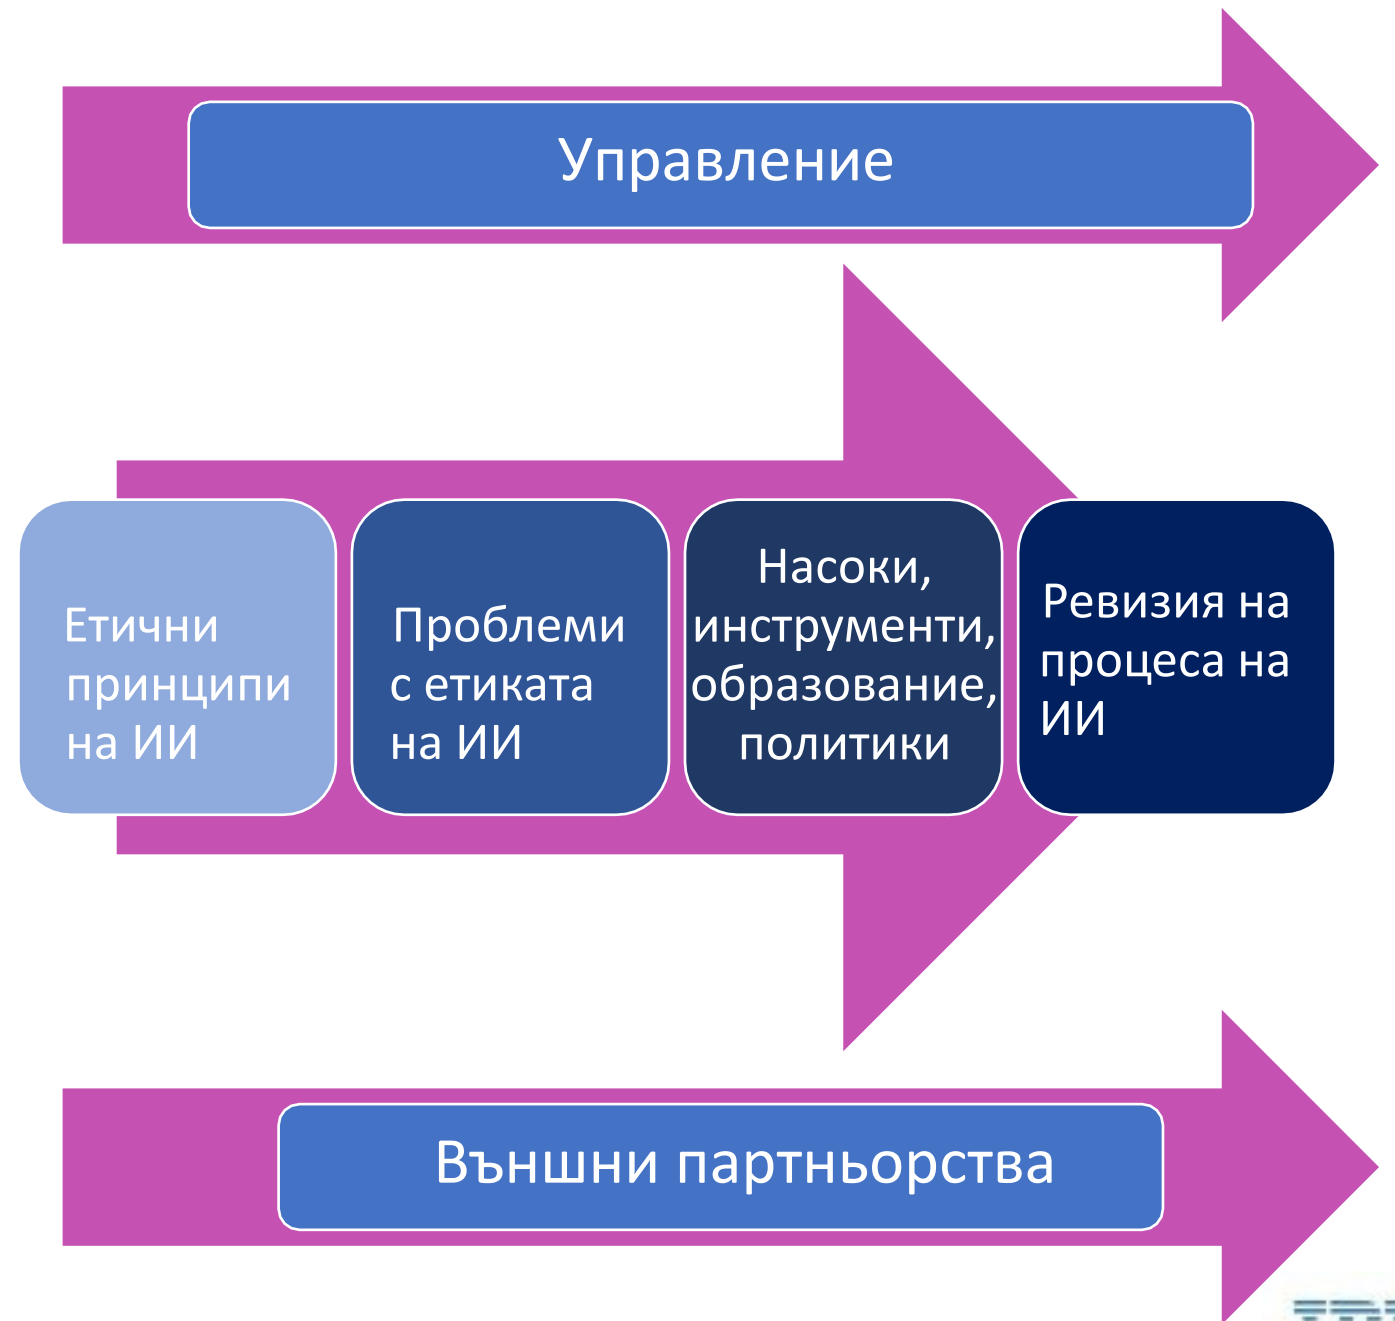 Управление
Етични
принципи
на ИИ
Проблеми
с етиката
на ИИ
Насоки,
инструменти,
образование,
политики
Ревизия на
процеса на
ИИ
Външни партньорства